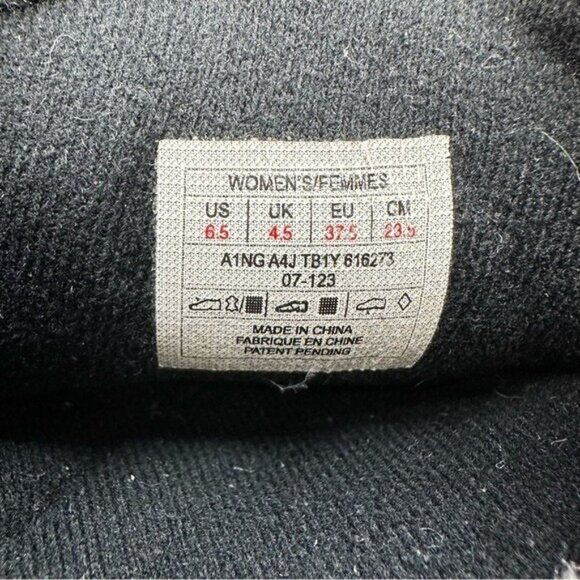 WOMEN'S/FEMMES
US UK EU CM
6.5 4.5 37.5 23.5
A1NG A4J TB1Y 616273
07-123
MADE IN CHINA
FABRIQUE EN CHINE
PATENT PENDING